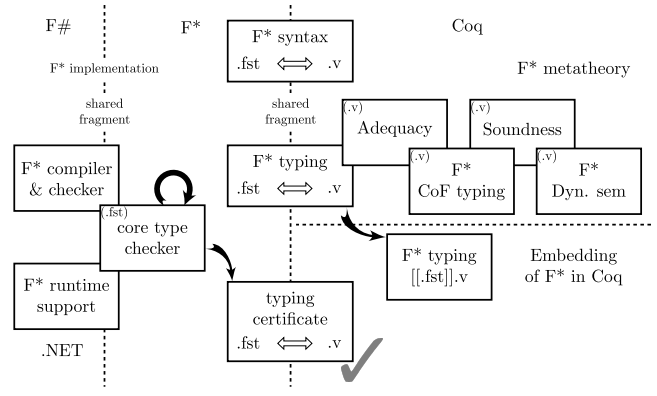 F#
F*
Coq
F* syntax
.fst ⇔ .v
F* implementation
F* metatheory
shared
fragment
shared
fragment
(.v)
Adequacy
(.v)
Soundness
F* compiler
& checker
F* typing
.fst ⇔ .v
(.v)
F*
CoF typing
(.v)
F*
Dyn. sem
(.fst)
core type
checker
F* typing
[[.fst]].v
Embedding
of F* in Coq
F* runtime
support
typing
certificate
.fst ⇔ .v
.NET